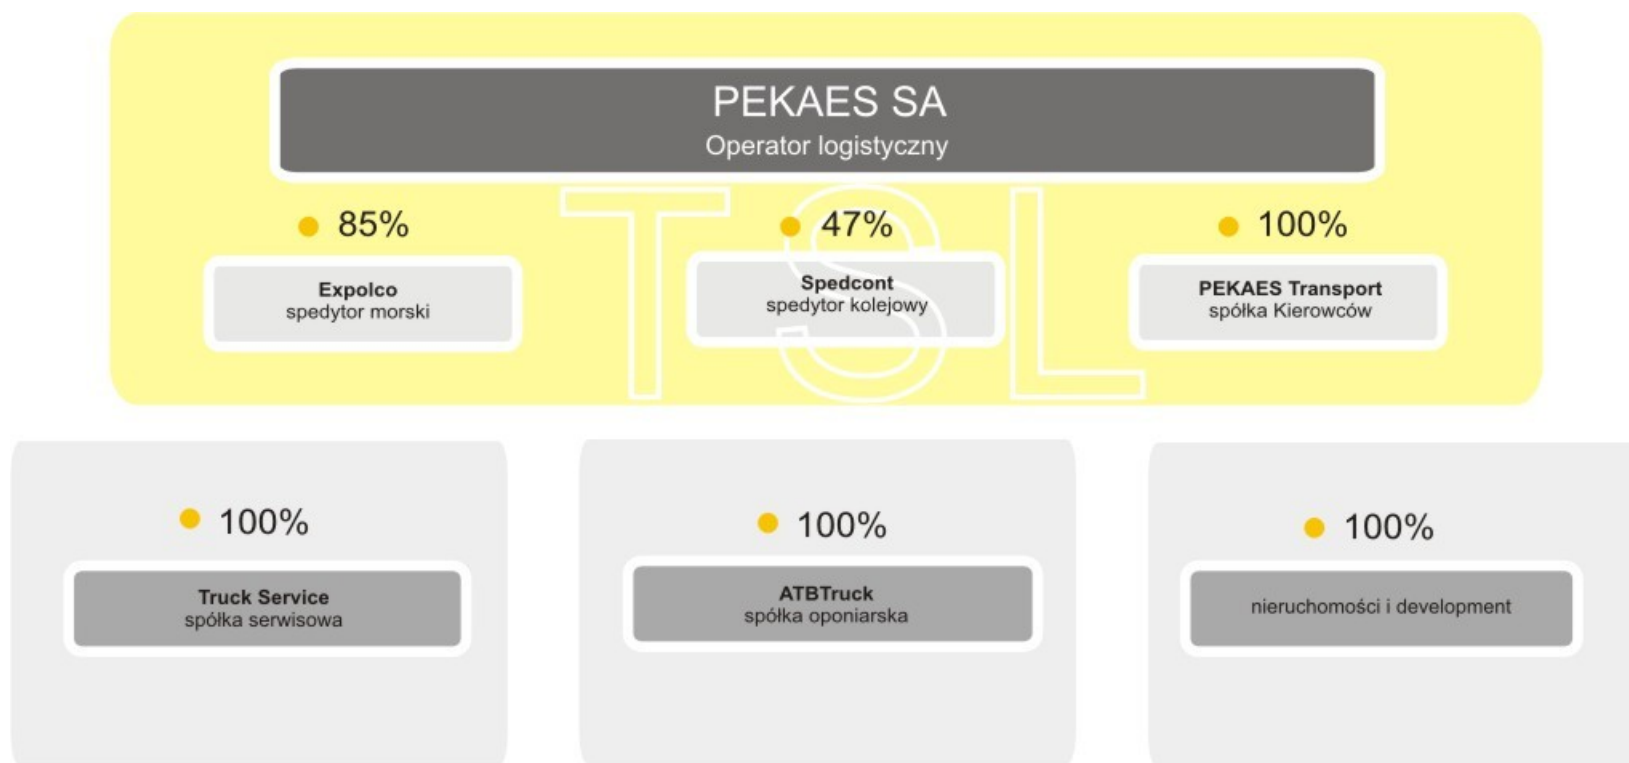 PEKAES SA
Operator logistyczny
TSL
85%
47%
100%
Expolco
spedytor morski
Spedcont
spedytor kolejowy
PEKAES Transport
spółka Kierowców
100%
100%
100%
Truck Service
spółka serwisowa
ATBTruck
spółka oponiarska
nieruchomości i development